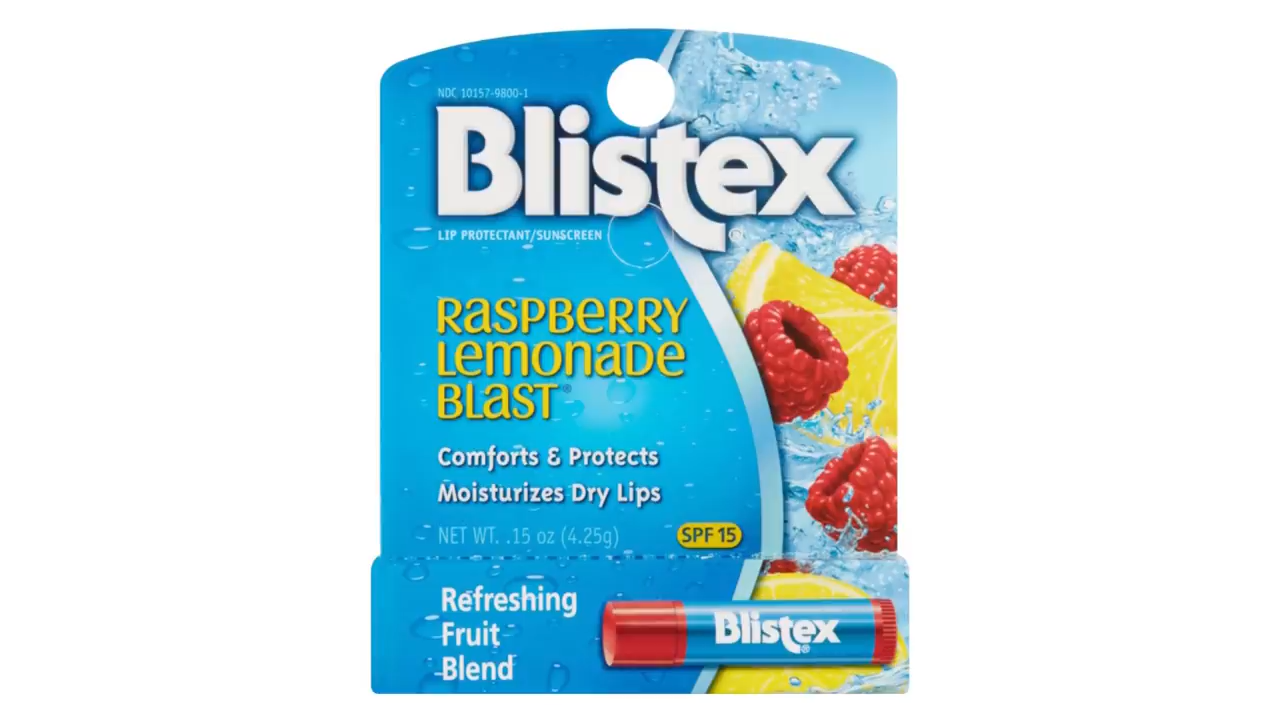 NDC 10157-9800-1
Blistex®
LIP PROTECTANT/SUNSCREEN
RASPBERRY
LEMONADE
BLAST®
Comforts & Protects
Moisturizes Dry Lips
NET WT. .15 oz (4.25g)
SPF 15
Refreshing
Fruit
Blend
Blistex®